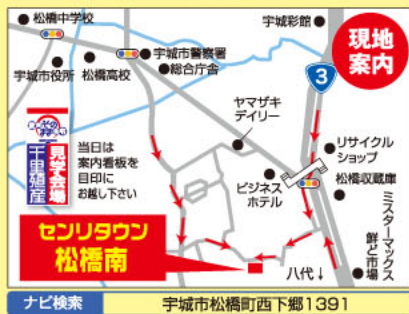 松橋中学校
宇城彩館
現地
案内
宇城市警察署
総合庁舎
宇城市役所
松橋高校
3
ヤマザキ
デイリー
リサイクル
ショップ
見学会場
千里殖産
当日は
案内看板を
目印に
お越し下さい
ビジネス
ホテル
松橋収蔵庫
ミスターマックス
鮮ど市場
センリタウン
松橋南
八代↓
ナビ検索
宇城市松橋町西下郷1391